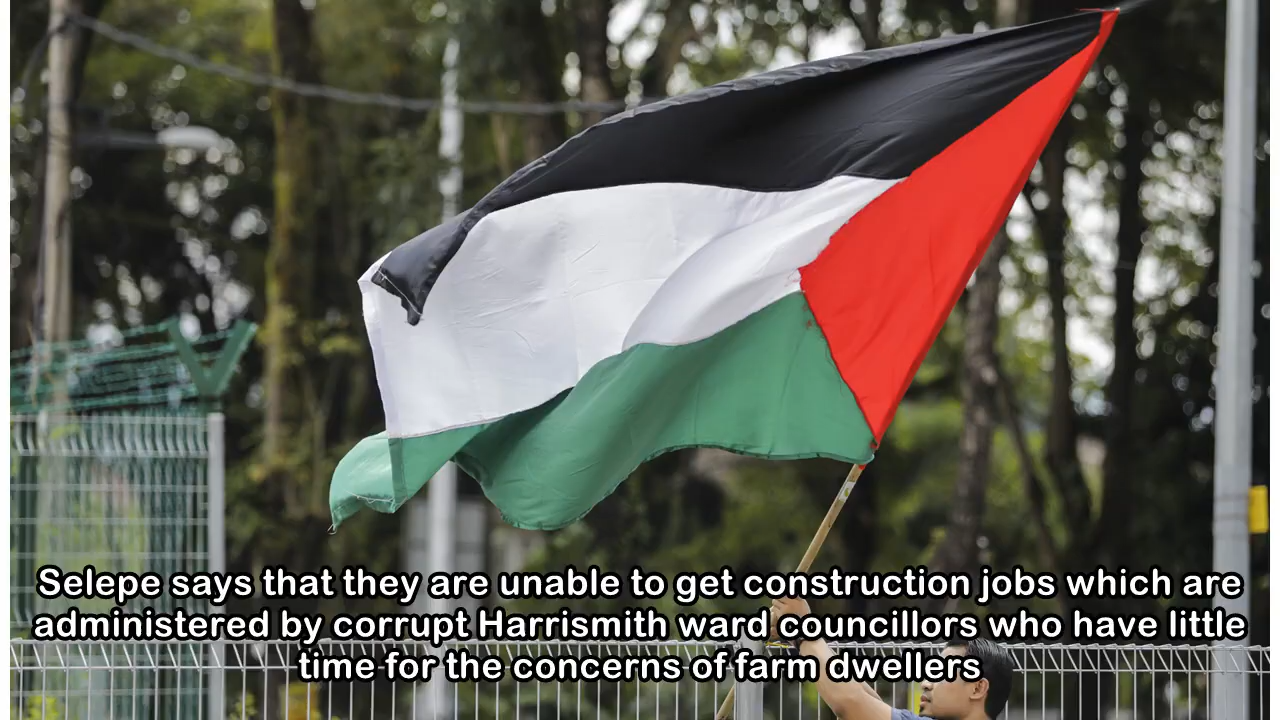 Selepe says that they are unable to get construction jobs which are
administered by corrupt Harrismith ward councillors who have little
time for the concerns of farm dwellers